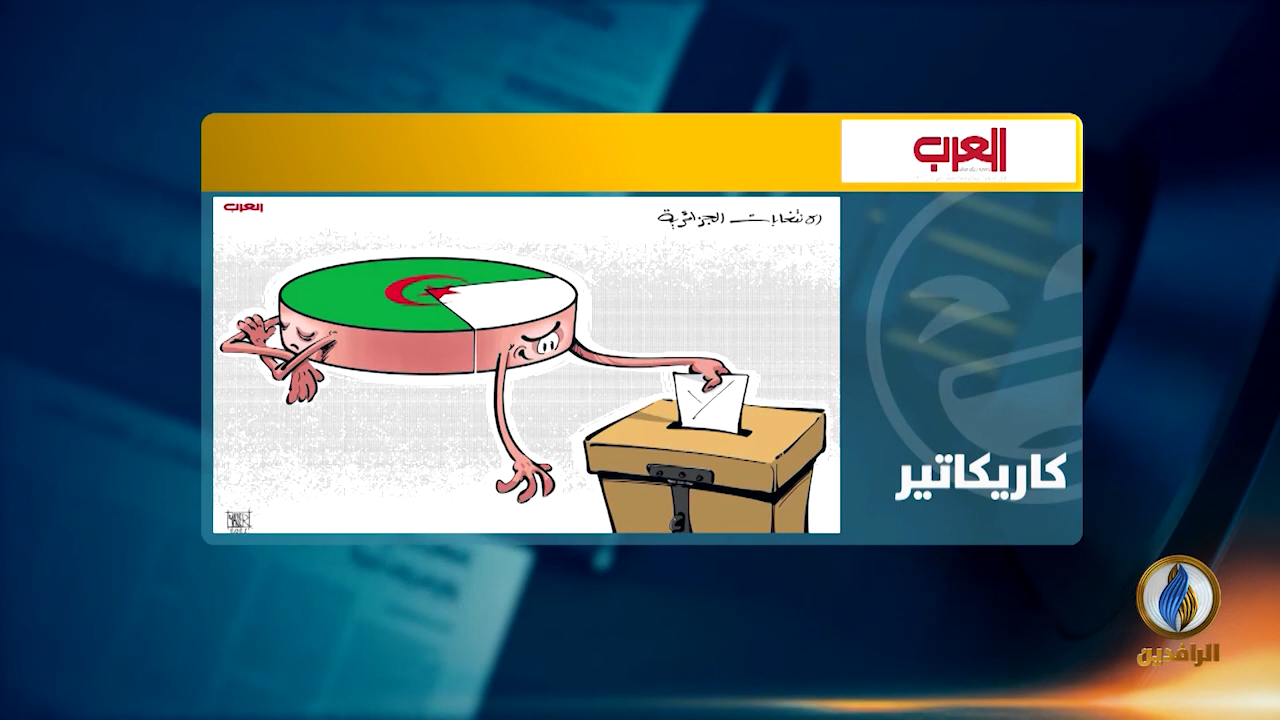 العرب
العرب
الانتخابات الجزائرية
كاريكاتير
الرافدين